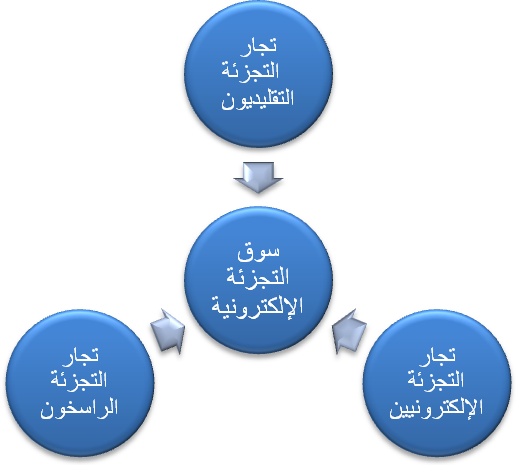 تجار
التجزئة
التقليديون
سوق
التجزئة
الإلكترونية
تجار
التجزئة
الإلكترونيين
تجار
التجزئة
الراسخون